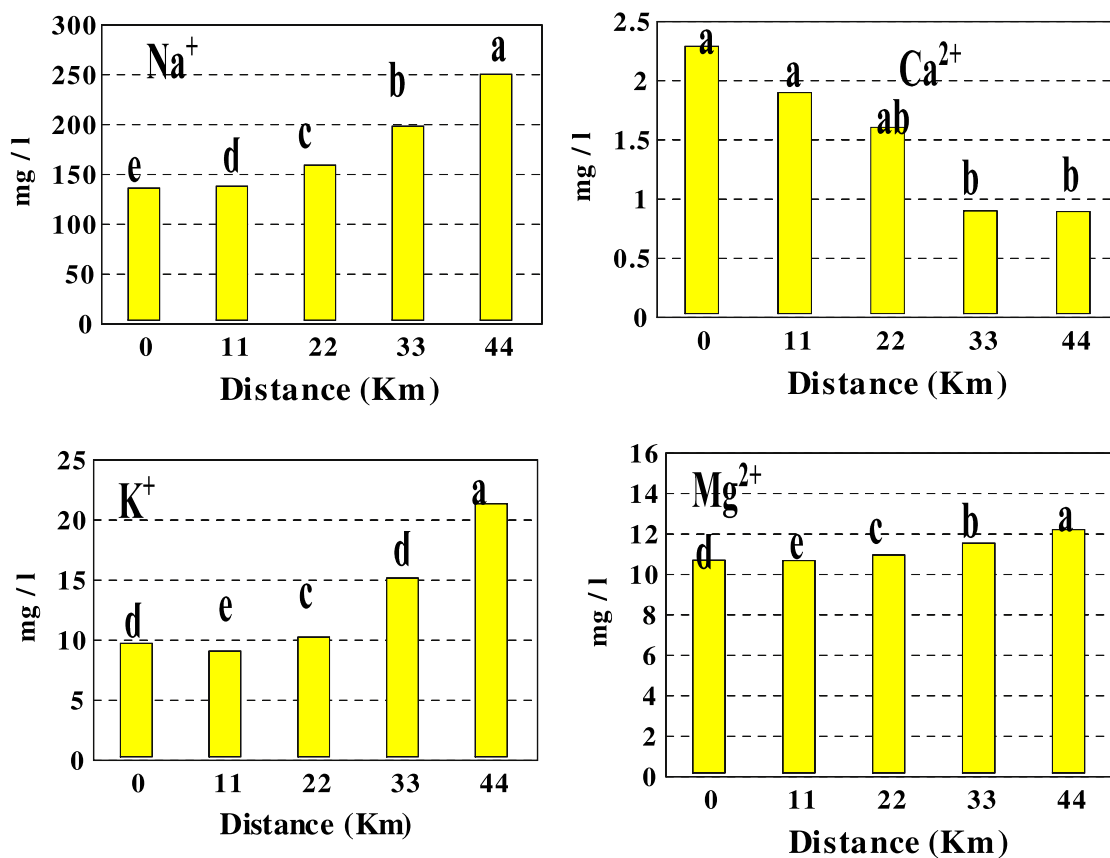 Na⁺
mg / l
300
250
200
150
100
50
0
e d c b a
0 11 22 33 44
Distance (Km)
Ca²⁺
mg / l
2.5
2
1.5
1
0.5
0
a a ab b b
0 11 22 33 44
Distance (Km)
K⁺
mg / l
25
20
15
10
5
0
d e c d a
0 11 22 33 44
Distance (Km)
Mg²⁺
mg / l
16
14
12
10
8
6
4
2
0
d e c b a
0 11 22 33 44
Distance (Km)